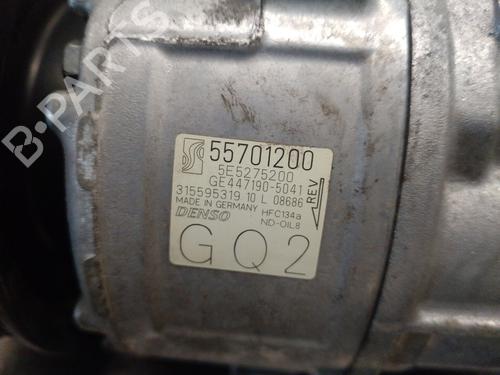 B-PARTS
55701200
5E5275200
GE447190-5041
315595319 10 L 08686
MADE IN GERMANY HFC134a
DENSO ND-OIL8
REV
GQ2